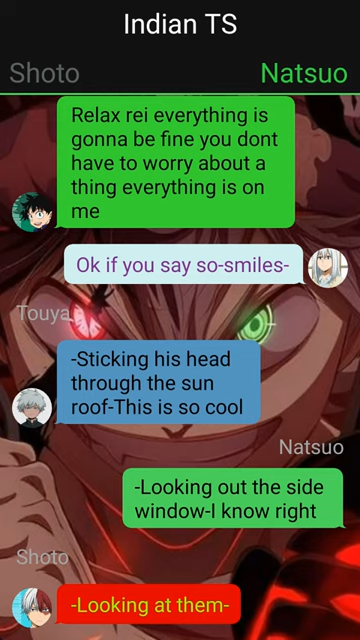 Indian TS
Shoto
Natsuo
Relax rei everything is
gonna be fine you dont
have to worry about a
thing everything is on
me
Ok if you say so-smiles-
Touya
-Sticking his head
through the sun
roof-This is so cool
Natsuo
-Looking out the side
window-I know right
Shoto
-Looking at them-